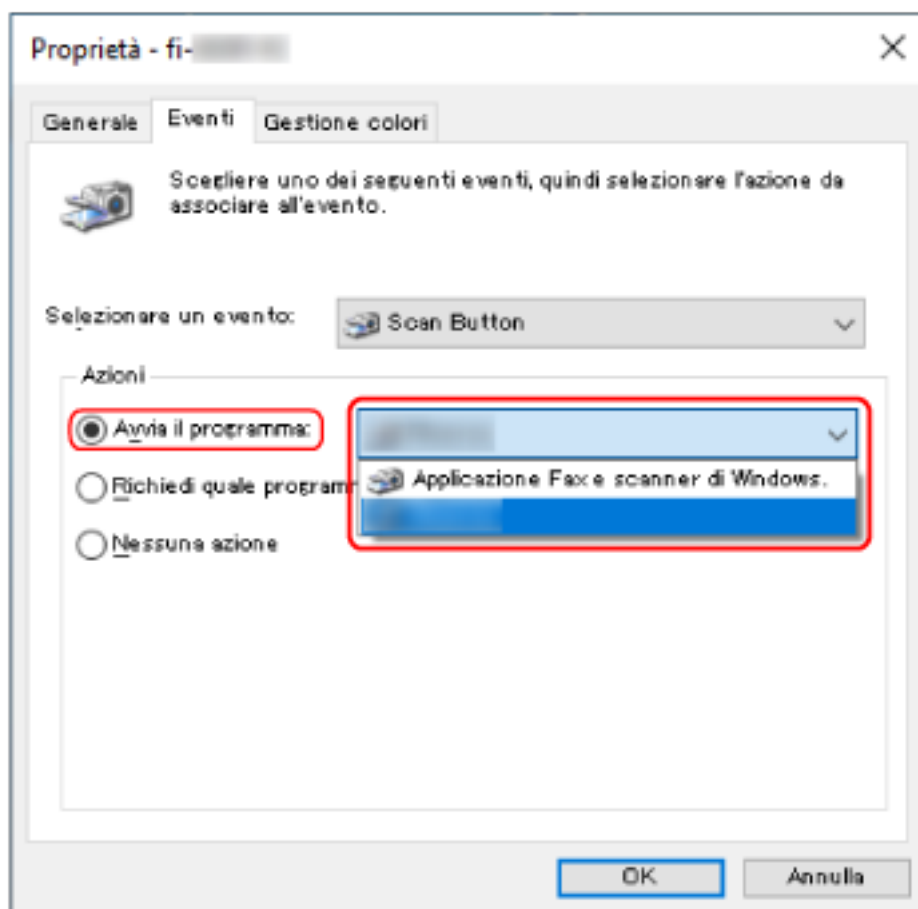 Proprietà - fi-
Generale Eventi Gestione colori
Scegliere uno dei seguenti eventi, quindi selezionare l'azione da
associare all'evento.
Selezionare un evento: Scan Button
Azioni
Avvia il programma:
Richiedi quale programm Applicazione Fax e scanner di Windows.
Nessuna azione
OK Annulla